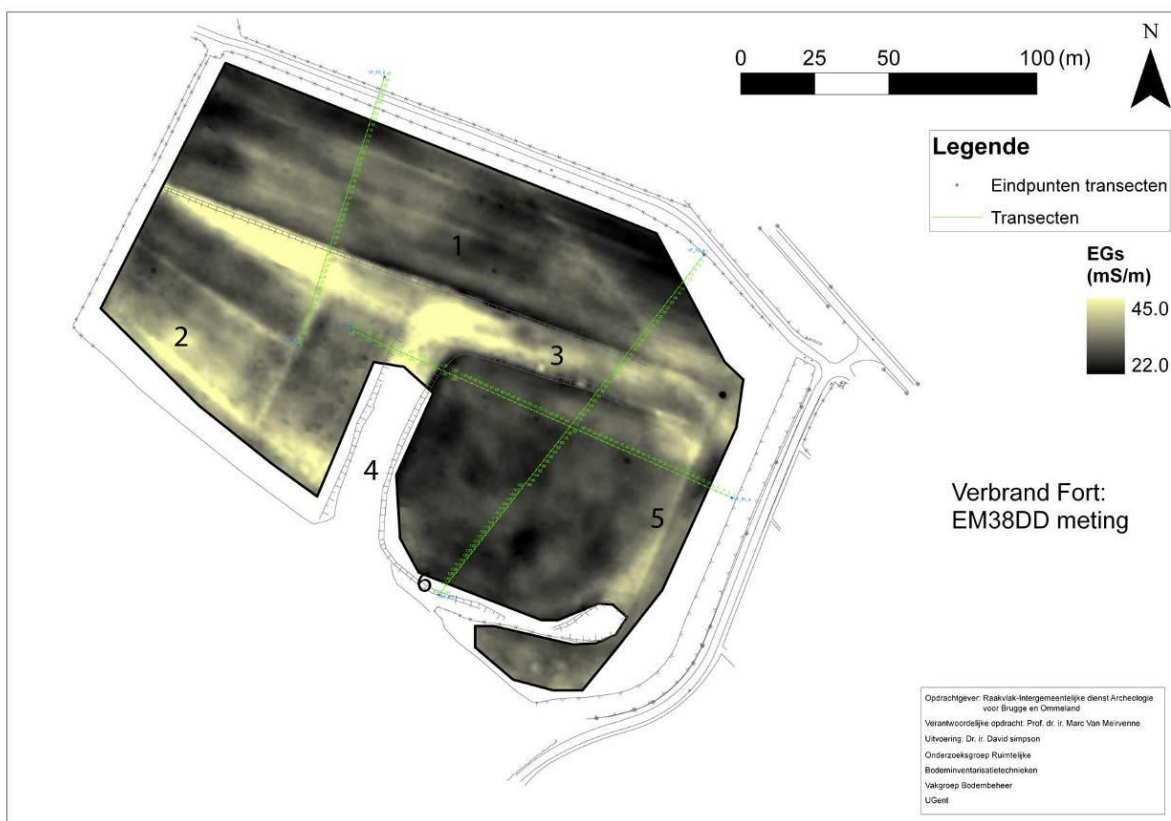 0 25 50 100 (m)
N
Legende
Eindpunten transecten
Transecten
EGs
(mS/m)
45.0
22.0
1
2
3
4
5
6
Verbrand Fort:
EM38DD meting
Opdrachtgever: Raakvlak-Intergemeentelijke dienst Archeologie
voor Brugge en Ommeland
Verantwoordelijke opdracht: Prof. dr. ir. Marc Van Meirvenne
Uitvoering: Dr. ir. David simpson
Onderzoeksgroep Ruimtelijke
Bodeminventarisatietechnieken
Vakgroep Bodembeheer
UGent